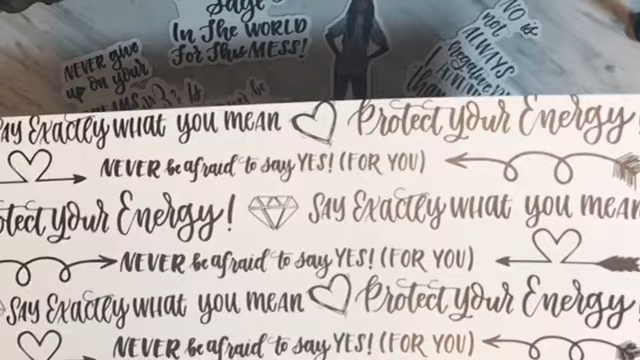 Sage
In The WORLD
For This MESS!
NEVER give
up on your
NO is
not
ALWAYS
negative
SAY EXACTLY WHAT YOU MEAN Protect your Energy!
NEVER be afraid to say YES! (FOR YOU)
Protect your Energy! SAY EXACTLY WHAT YOU MEAN
NEVER be afraid to say YES! (FOR YOU)
SAY EXACTLY WHAT YOU MEAN Protect your Energy!
NEVER be afraid to say YES! (FOR YOU)